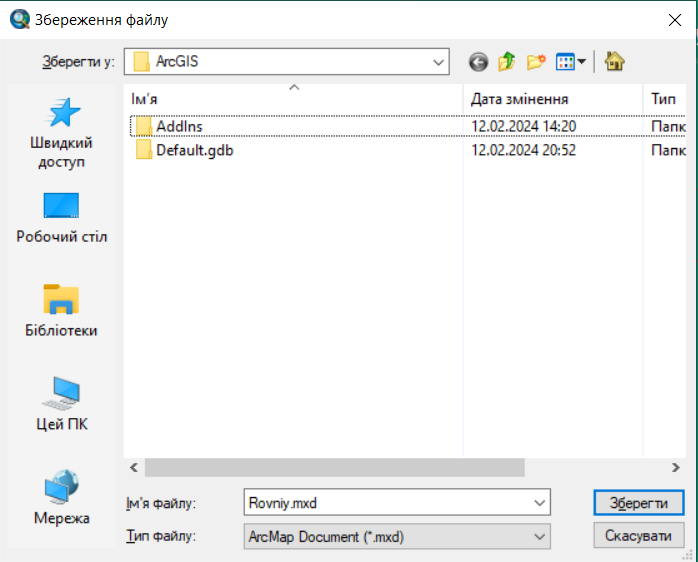 Збереження файлу
Зберегти у: ArcGIS
Ім'я Дата змінення Тип
AddIns 12.02.2024 14:20 Папк
Default.gdb 12.02.2024 20:52 Папк
Швидкий
доступ
Робочий стіл
Бібліотеки
Цей ПК
Мережа
Ім'я файлу: Rovniy.mxd Зберегти
Тип файлу: ArcMap Document (*.mxd) Скасувати